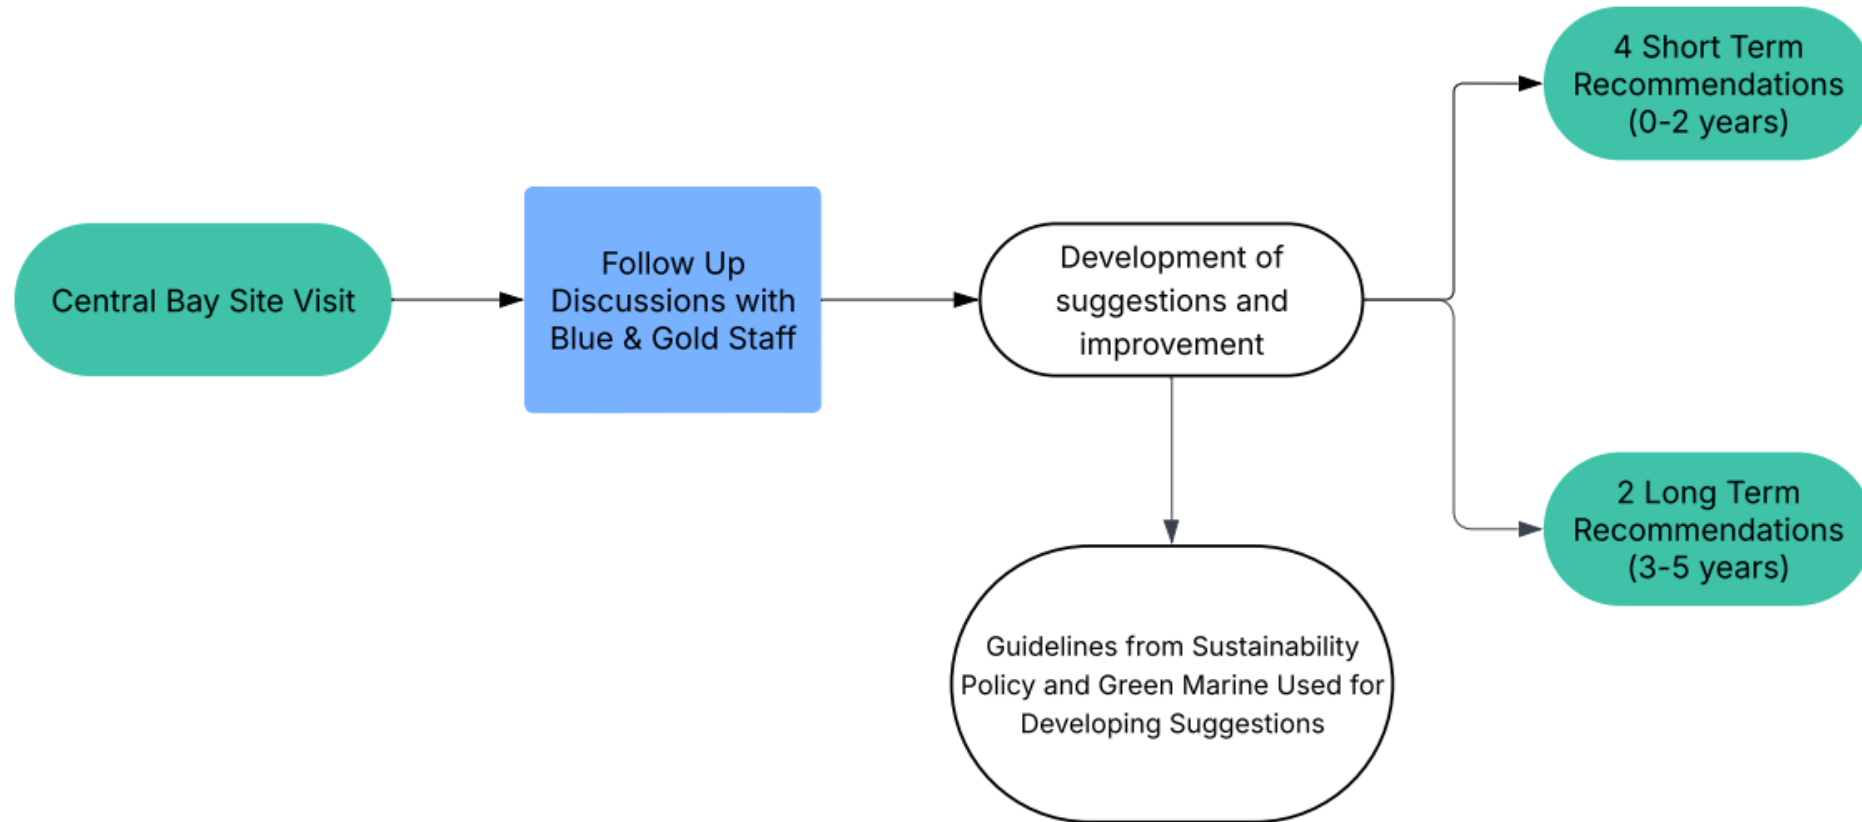 Central Bay Site Visit
Follow Up
Discussions with
Blue & Gold Staff
Development of
suggestions and
improvement
4 Short Term
Recommendations
(0-2 years)
2 Long Term
Recommendations
(3-5 years)
Guidelines from Sustainability
Policy and Green Marine Used for
Developing Suggestions